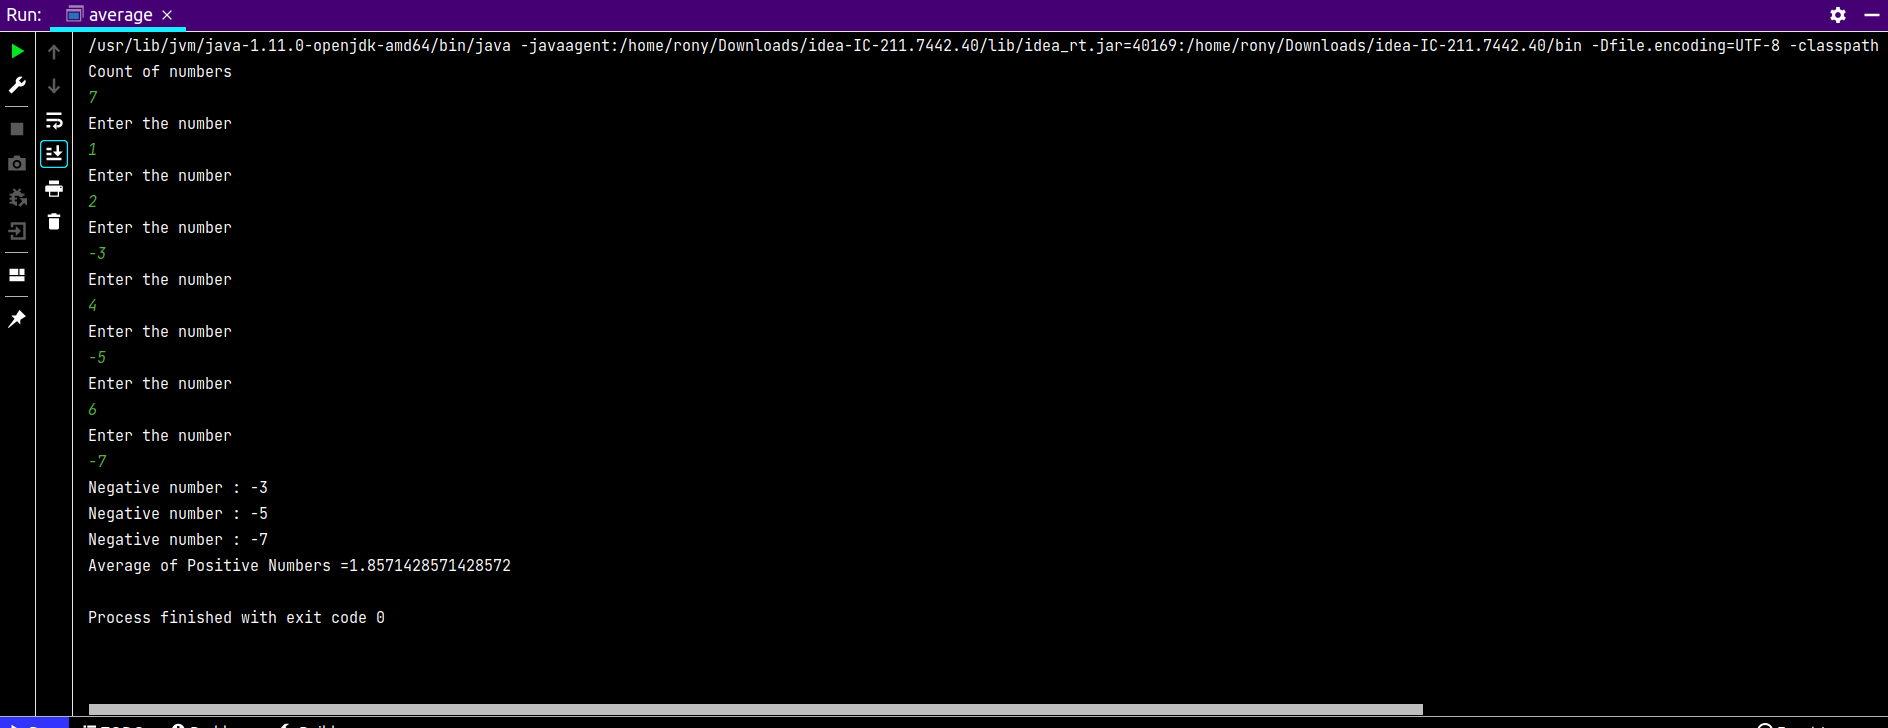 Run: average ×
/usr/lib/jvm/java-1.11.0-openjdk-amd64/bin/java -javaagent:/home/rony/Downloads/idea-IC-211.7442.40/lib/idea_rt.jar=40169:/home/rony/Downloads/idea-IC-211.7442.40/bin -Dfile.encoding=UTF-8 -classpath
Count of numbers
7
Enter the number
1
Enter the number
2
Enter the number
-3
Enter the number
4
Enter the number
-5
Enter the number
6
Enter the number
-7
Negative number : -3
Negative number : -5
Negative number : -7
Average of Positive Numbers =1.8571428571428572
Process finished with exit code 0